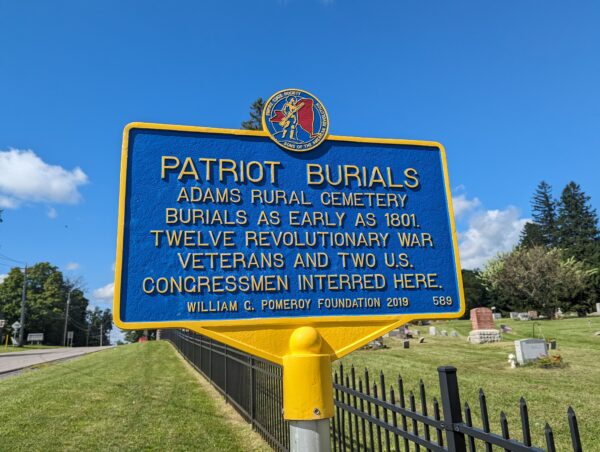 PATRIOT BURIALS
ADAMS RURAL CEMETERY
BURIALS AS EARLY AS 1801.
TWELVE REVOLUTIONARY WAR
VETERANS AND TWO U.S.
CONGRESSMEN INTERRED HERE.
WILLIAM G. POMEROY FOUNDATION 2019 589